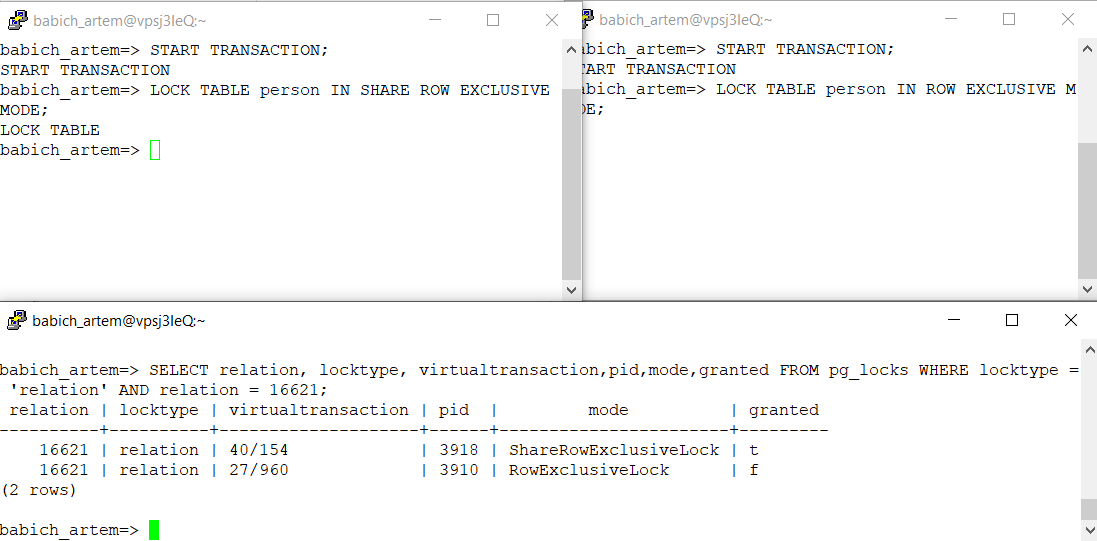 babich_artem@vpsj3IeQ:~
babich_artem=> START TRANSACTION;
START TRANSACTION
babich_artem=> LOCK TABLE person IN SHARE ROW EXCLUSIVE
MODE;
LOCK TABLE
babich_artem=>
babich_artem@vpsj3IeQ:~
abich_artem=> START TRANSACTION;
TART TRANSACTION
abich_artem=> LOCK TABLE person IN ROW EXCLUSIVE M
DE;
babich_artem@vpsj3IeQ:~
babich_artem=> SELECT relation, locktype, virtualtransaction,pid,mode,granted FROM pg_locks WHERE locktype =
'relation' AND relation = 16621;
relation | locktype | virtualtransaction | pid | mode | granted
----------+----------+--------------------+------+-----------------------+---------
16621 | relation | 40/154 | 3918 | ShareRowExclusiveLock | t
16621 | relation | 27/960 | 3910 | RowExclusiveLock | f
(2 rows)
babich_artem=>